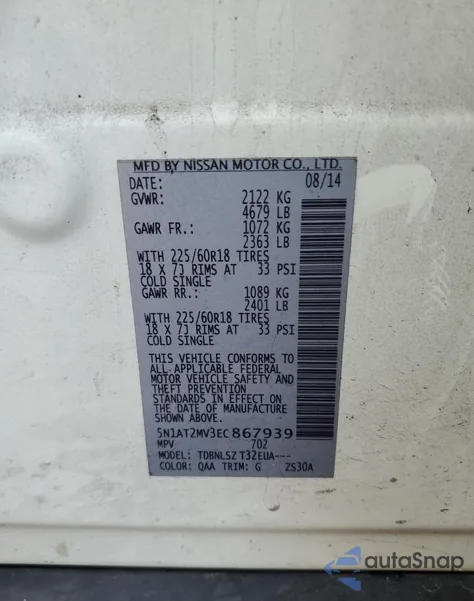 MFD BY NISSAN MOTOR CO., LTD.
DATE: 08/14
GVWR: 2122 KG
4679 LB
GAWR FR.: 1072 KG
2363 LB
WITH 225/60R18 TIRES
18 X 7J RIMS AT 33 PSI
COLD SINGLE
GAWR RR.: 1089 KG
2401 LB
WITH 225/60R18 TIRES
18 X 7J RIMS AT 33 PSI
COLD SINGLE
THIS VEHICLE CONFORMS TO
ALL APPLICABLE FEDERAL
MOTOR VEHICLE SAFETY AND
THEFT PREVENTION
STANDARDS IN EFFECT ON
THE DATE OF MANUFACTURE
SHOWN ABOVE.
5N1AT2MV3EC867939
MPV 702
MODEL: TDBNLSZ T32EUA---
COLOR: QAA TRIM: G ZS30A
autoSnap